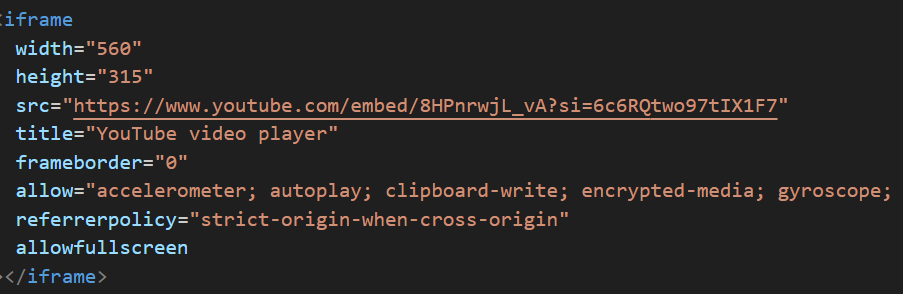 <iframe
width="560"
height="315"
src="https://www.youtube.com/embed/8HPnrwjL_vA?si=6c6RQtwo97tIX1F7"
title="YouTube video player"
frameborder="0"
allow="accelerometer; autoplay; clipboard-write; encrypted-media; gyroscope;
referrerpolicy="strict-origin-when-cross-origin"
allowfullscreen
></iframe>